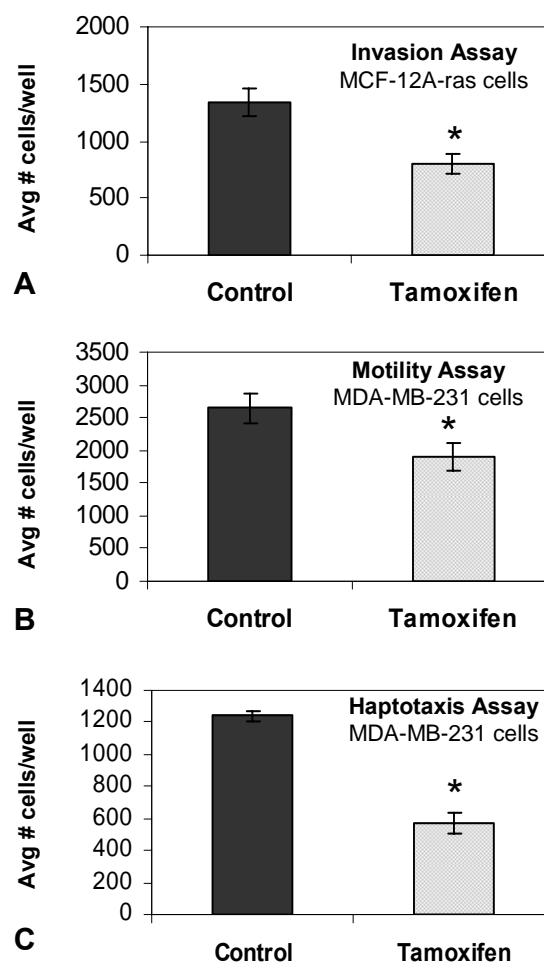 2000
1500
1000
500
0
Avg # cells/well
Invasion Assay
MCF-12A-ras cells
*
A
Control Tamoxifen
3500
3000
2500
2000
1500
1000
500
0
Avg # cells/well
Motility Assay
MDA-MB-231 cells
*
B
Control Tamoxifen
1400
1200
1000
800
600
400
200
0
Avg # cells/well
Haptotaxis Assay
MDA-MB-231 cells
*
C
Control Tamoxifen